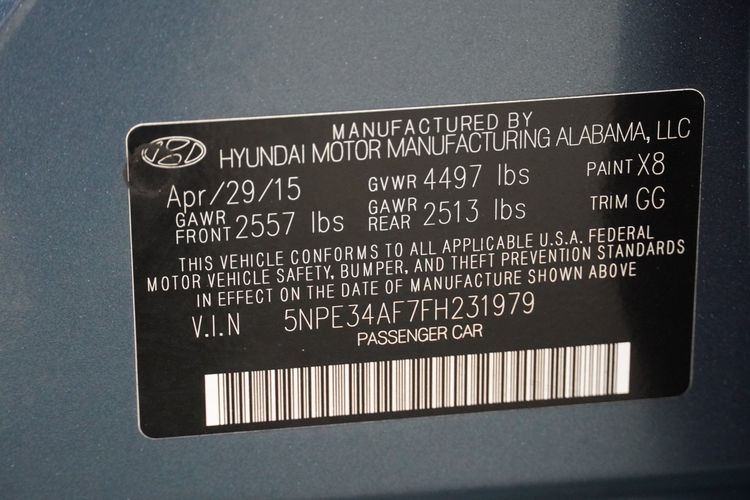 MANUFACTURED BY
HYUNDAI MOTOR MANUFACTURING ALABAMA, LLC
Apr/29/15 GVWR 4497 lbs PAINT X8
GAWR FRONT 2557 lbs GAWR REAR 2513 lbs TRIM GG
THIS VEHICLE CONFORMS TO ALL APPLICABLE U.S.A. FEDERAL
MOTOR VEHICLE SAFETY, BUMPER, AND THEFT PREVENTION STANDARDS
IN EFFECT ON THE DATE OF MANUFACTURE SHOWN ABOVE
V.I.N 5NPE34AF7FH231979
PASSENGER CAR